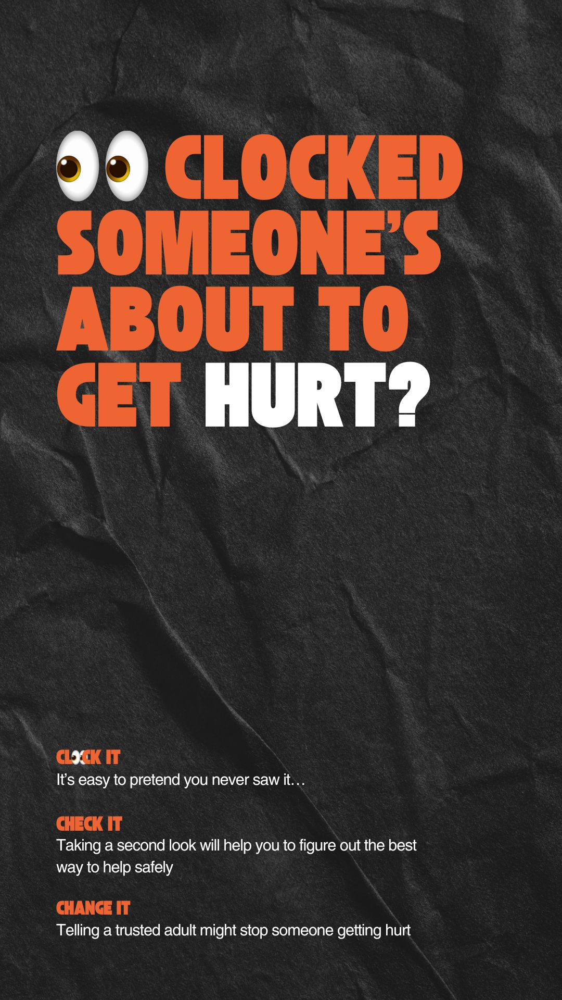 👀 CLOCKED
SOMEONE’S
ABOUT TO
GET HURT?
CLOCK IT
It’s easy to pretend you never saw it…
CHECK IT
Taking a second look will help you to figure out the best
way to help safely
CHANGE IT
Telling a trusted adult might stop someone getting hurt